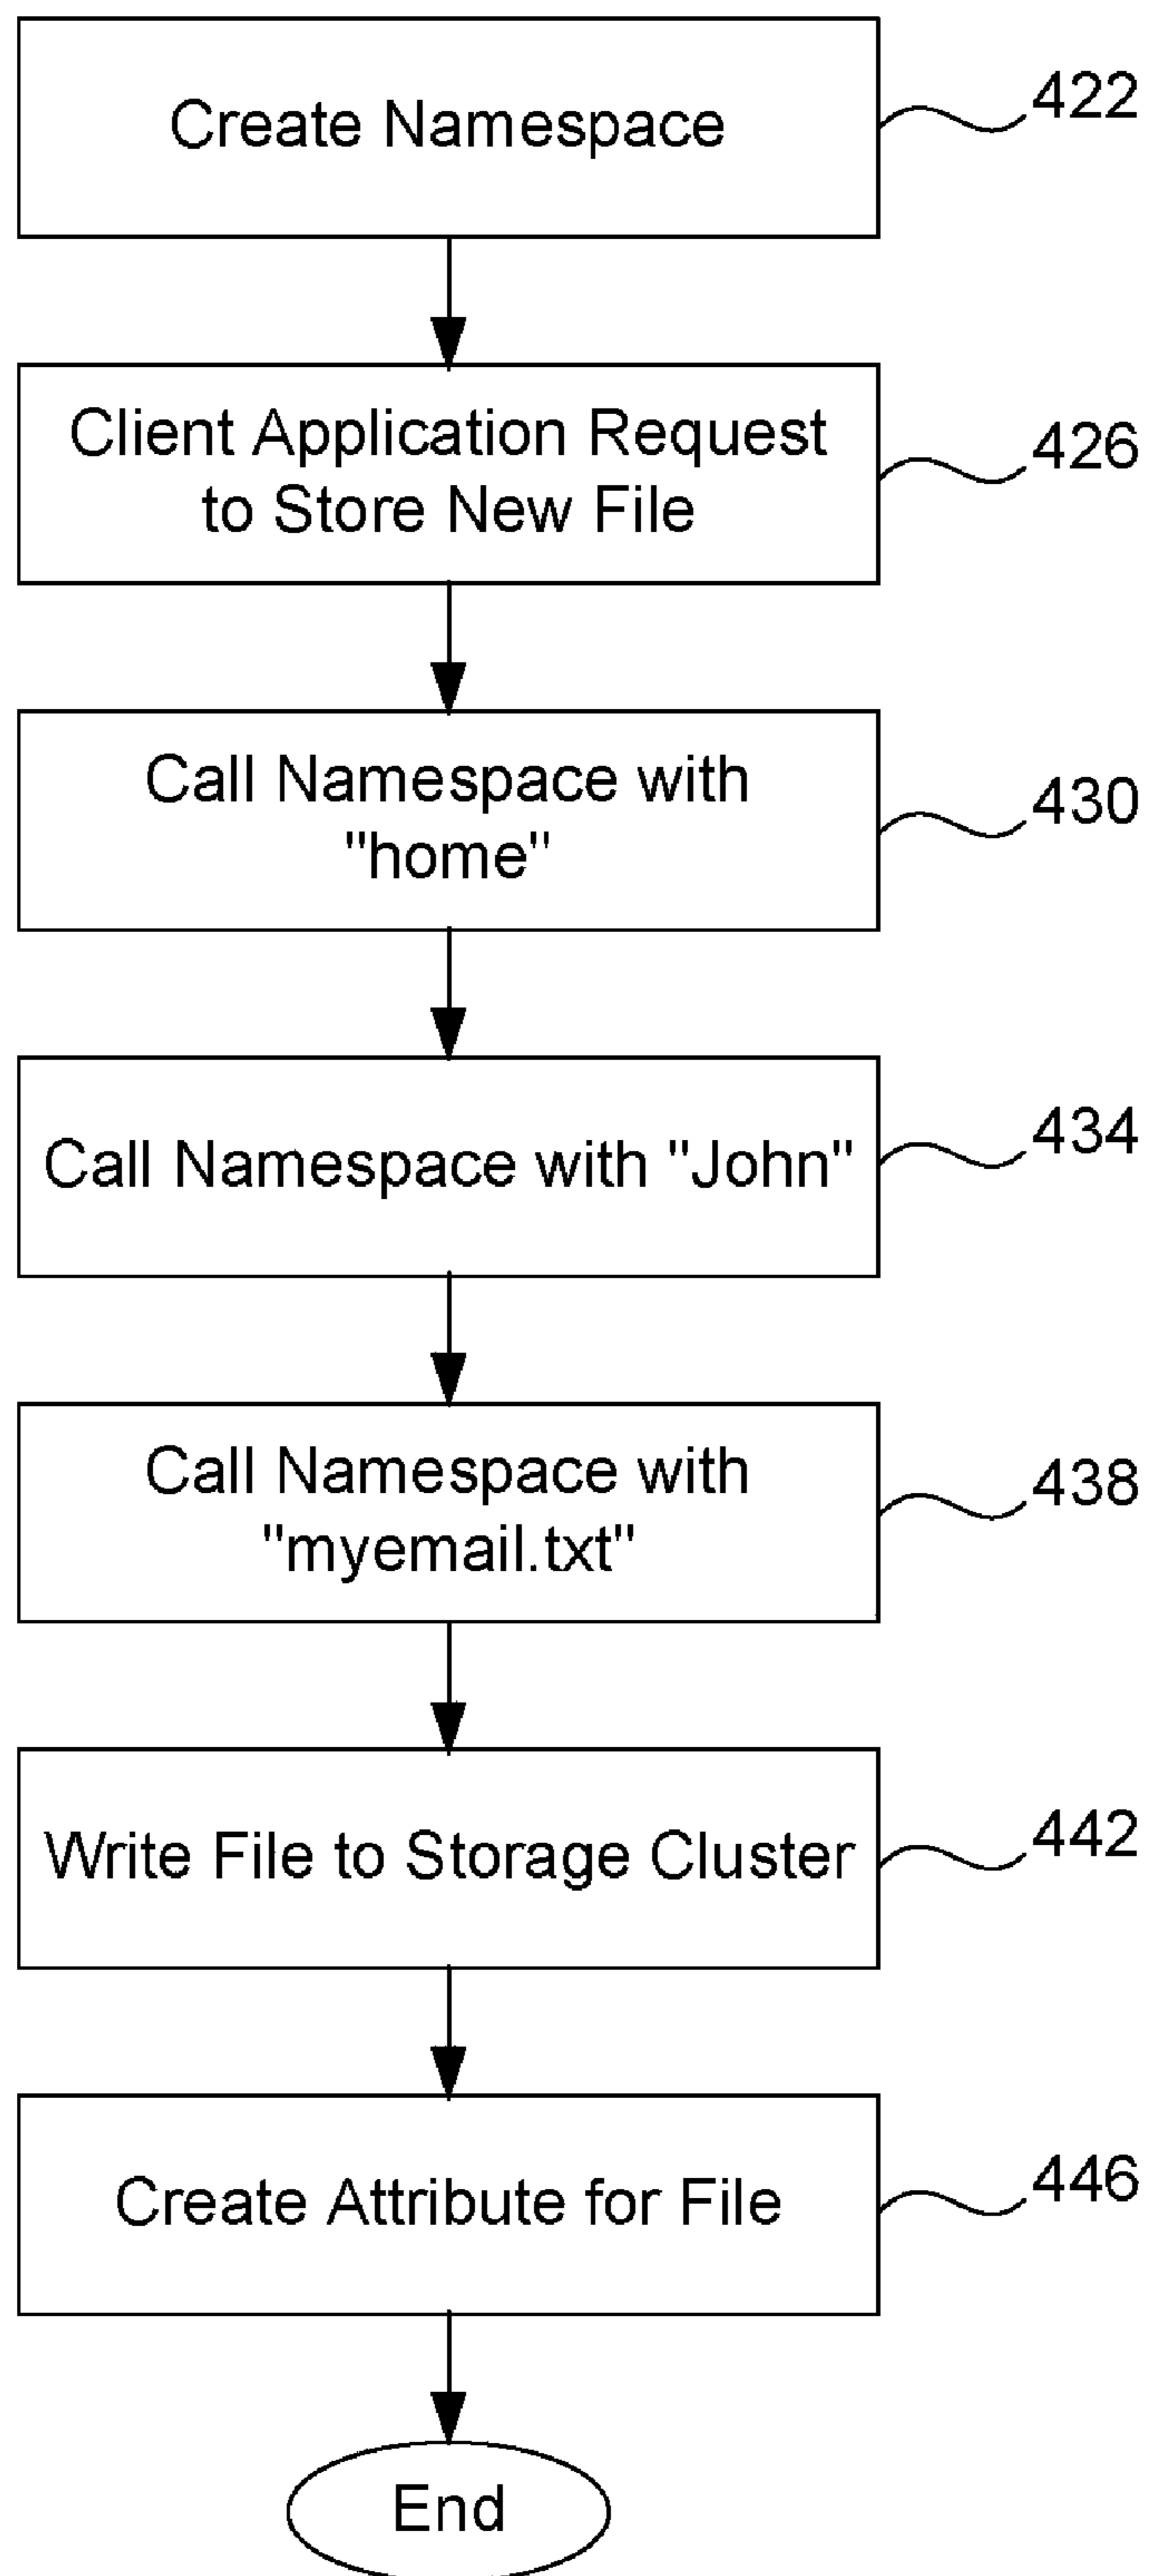 Create Namespace
422
Client Application Request
to Store New File
426
Call Namespace with
"home"
430
Call Namespace with "John"
434
Call Namespace with
"myemail.txt"
438
Write File to Storage Cluster
442
Create Attribute for File
446
End